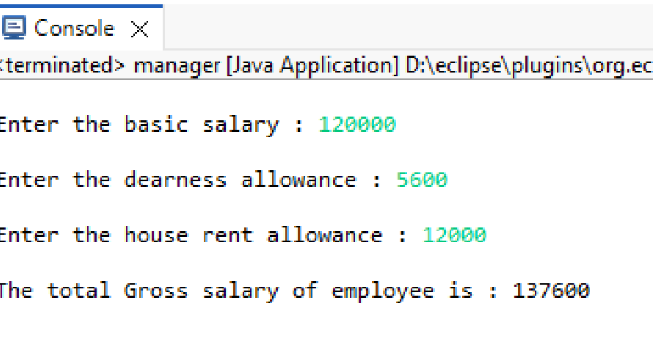 Console
<terminated> manager [Java Application] D:\eclipse\plugins\org.ec
Enter the basic salary : 120000
Enter the dearness allowance : 5600
Enter the house rent allowance : 12000
The total Gross salary of employee is : 137600